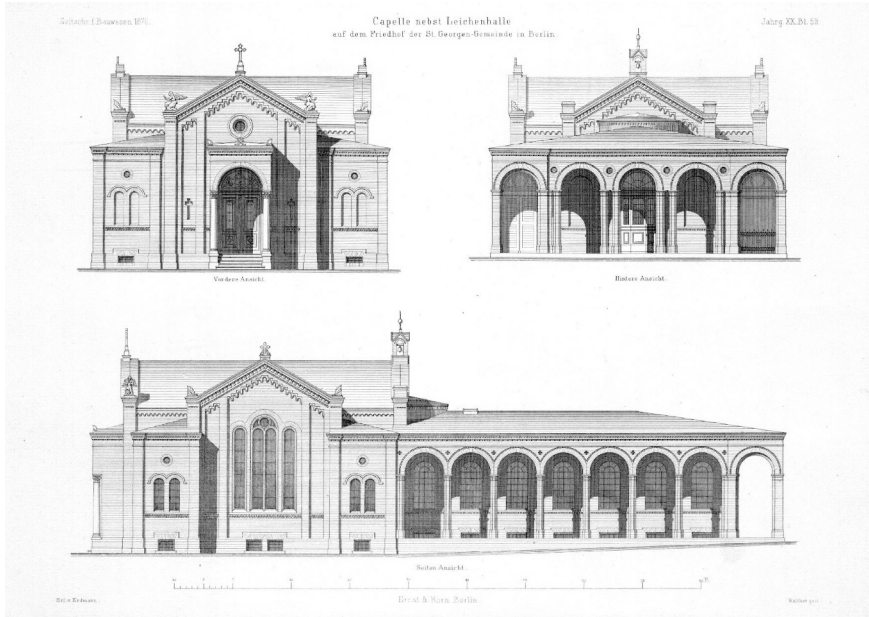 Zeitschr. f. Bauwesen 1870.
Capelle nebst Leichenhalle
auf dem Friedhof der St. Georgen-Gemeinde in Berlin.
Jahrg. XX. Bl. 53.
Vordere Ansicht.
Hintere Ansicht.
Seiten Ansicht.
Ernst & Korn, Berlin.